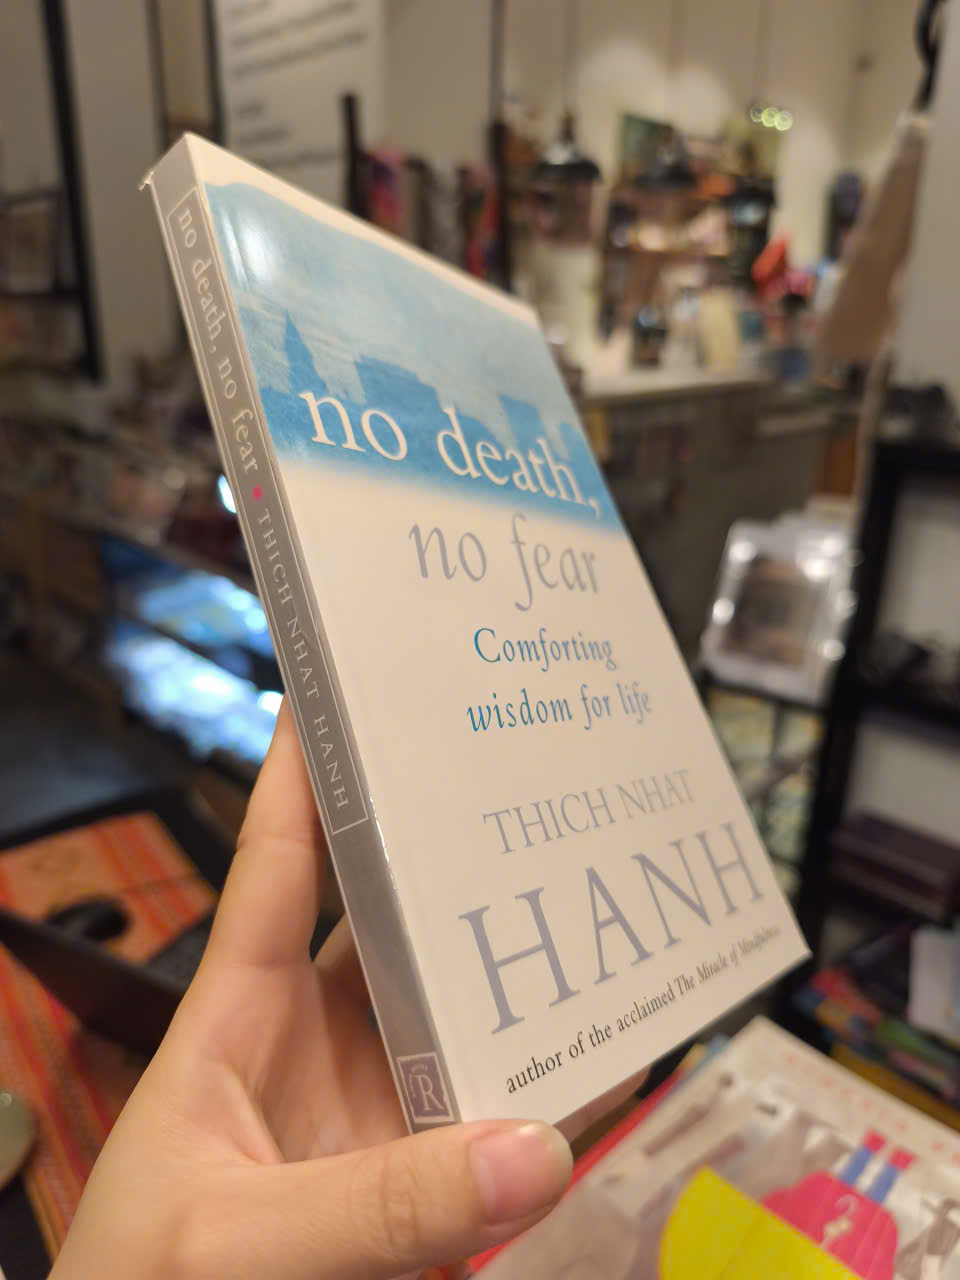 no death, no fear • THICH NHAT HANH
R
no death,
no fear
Comforting
wisdom for life
THICH NHAT
HANH
author of the acclaimed The Miracle of Mindfulness